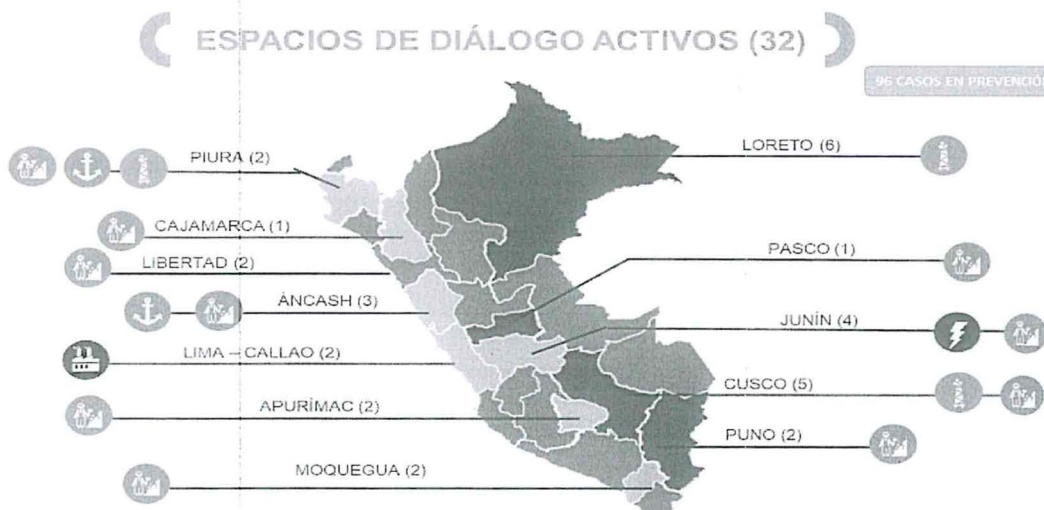 ESPACIOS DE DIÁLOGO ACTIVOS (32)
96 CASOS EN PREVENCIÓN
PIURA (2)
LORETO (6)
CAJAMARCA (1)
PASCO (1)
LIBERTAD (2)
ÁNCASH (3)
JUNÍN (4)
LIMA – CALLAO (2)
CUSCO (5)
APURÍMAC (2)
PUNO (2)
MOQUEGUA (2)